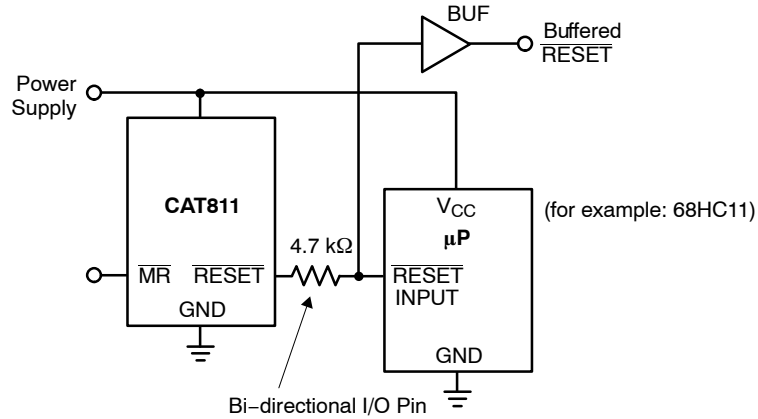 BUF
Buffered
RESET
Power
Supply
CAT811
VCC
(for example: 68HC11)
µP
4.7 kΩ
MR RESET
RESET
INPUT
GND
GND
Bi−directional I/O Pin